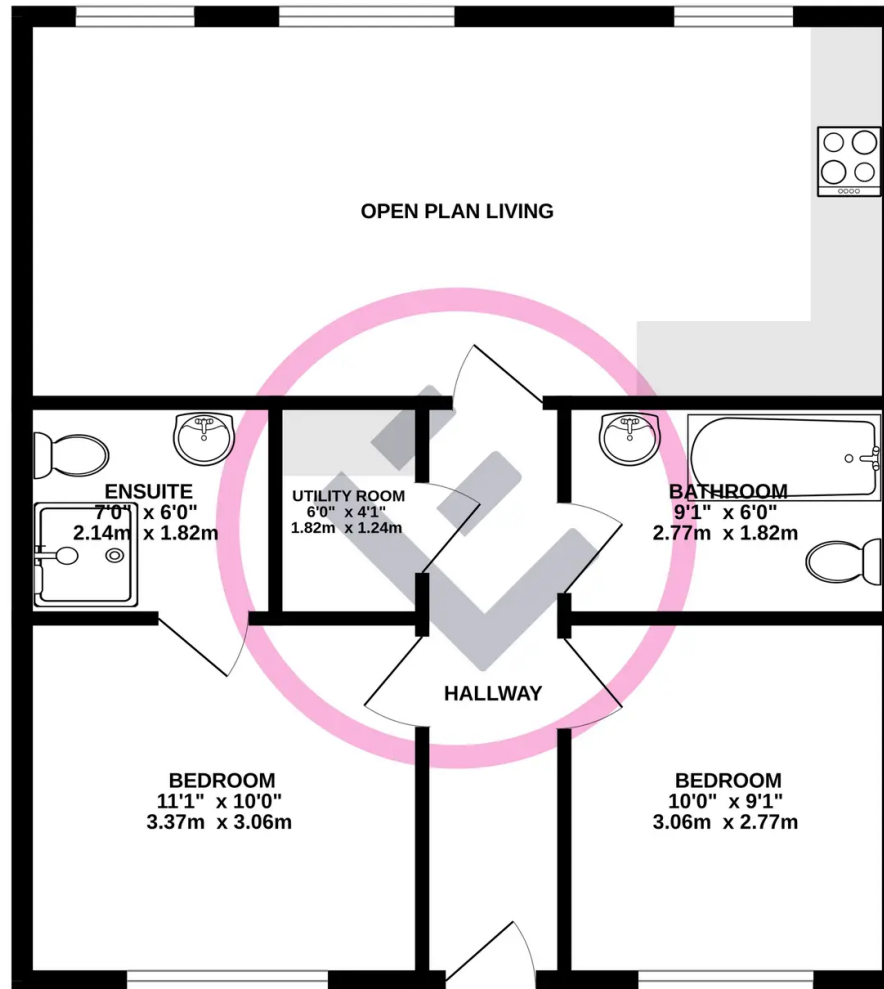 OPEN PLAN LIVING
ENSUITE
7'0" x 6'0"
2.14m x 1.82m
UTILITY ROOM
6'0" x 4'1"
1.82m x 1.24m
BATHROOM
9'1" x 6'0"
2.77m x 1.82m
HALLWAY
BEDROOM
11'1" x 10'0"
3.37m x 3.06m
BEDROOM
10'0" x 9'1"
3.06m x 2.77m